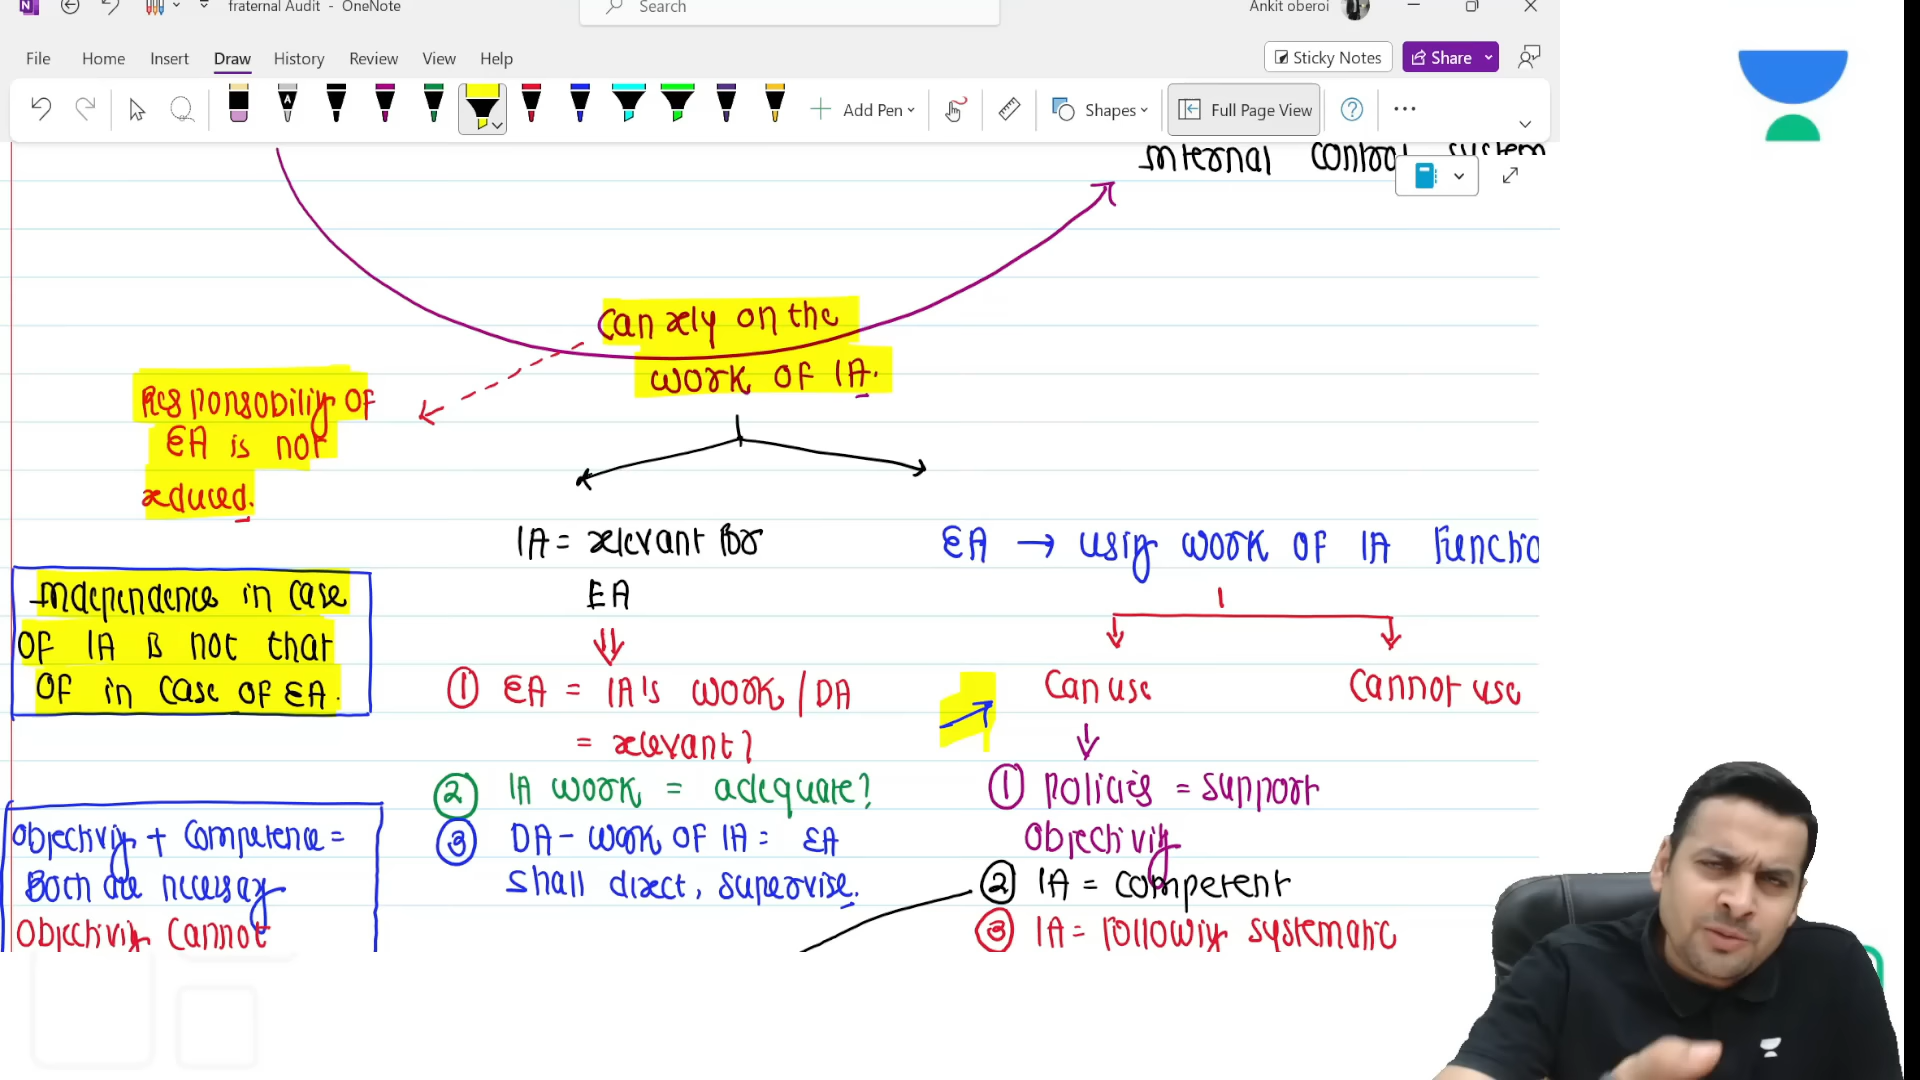 fraternal Audit - OneNote
Search
Ankit oberoi
File Home Insert Draw History Review View Help
Sticky Notes
Share
Add Pen
Shapes
Full Page View
Internal Control system
Can rely on the
work OF IA.
Responsobility OF
EA is not
reduced.
IA = relevant for
EA
EA → using work OF IA Functio
Independence in case
OF IA is not that
OF in case OF EA.
① EA = IA's work / DA
= relevant?
Can use
Cannot use
② IA work = adequate?
③ DA - work OF IA = EA
shall direct, supervise.
① Policies = support
Objectivity
② IA = competent
③ IA = Following systematic
Objectivity + Competence =
Both are necessary
Objectivity cannot